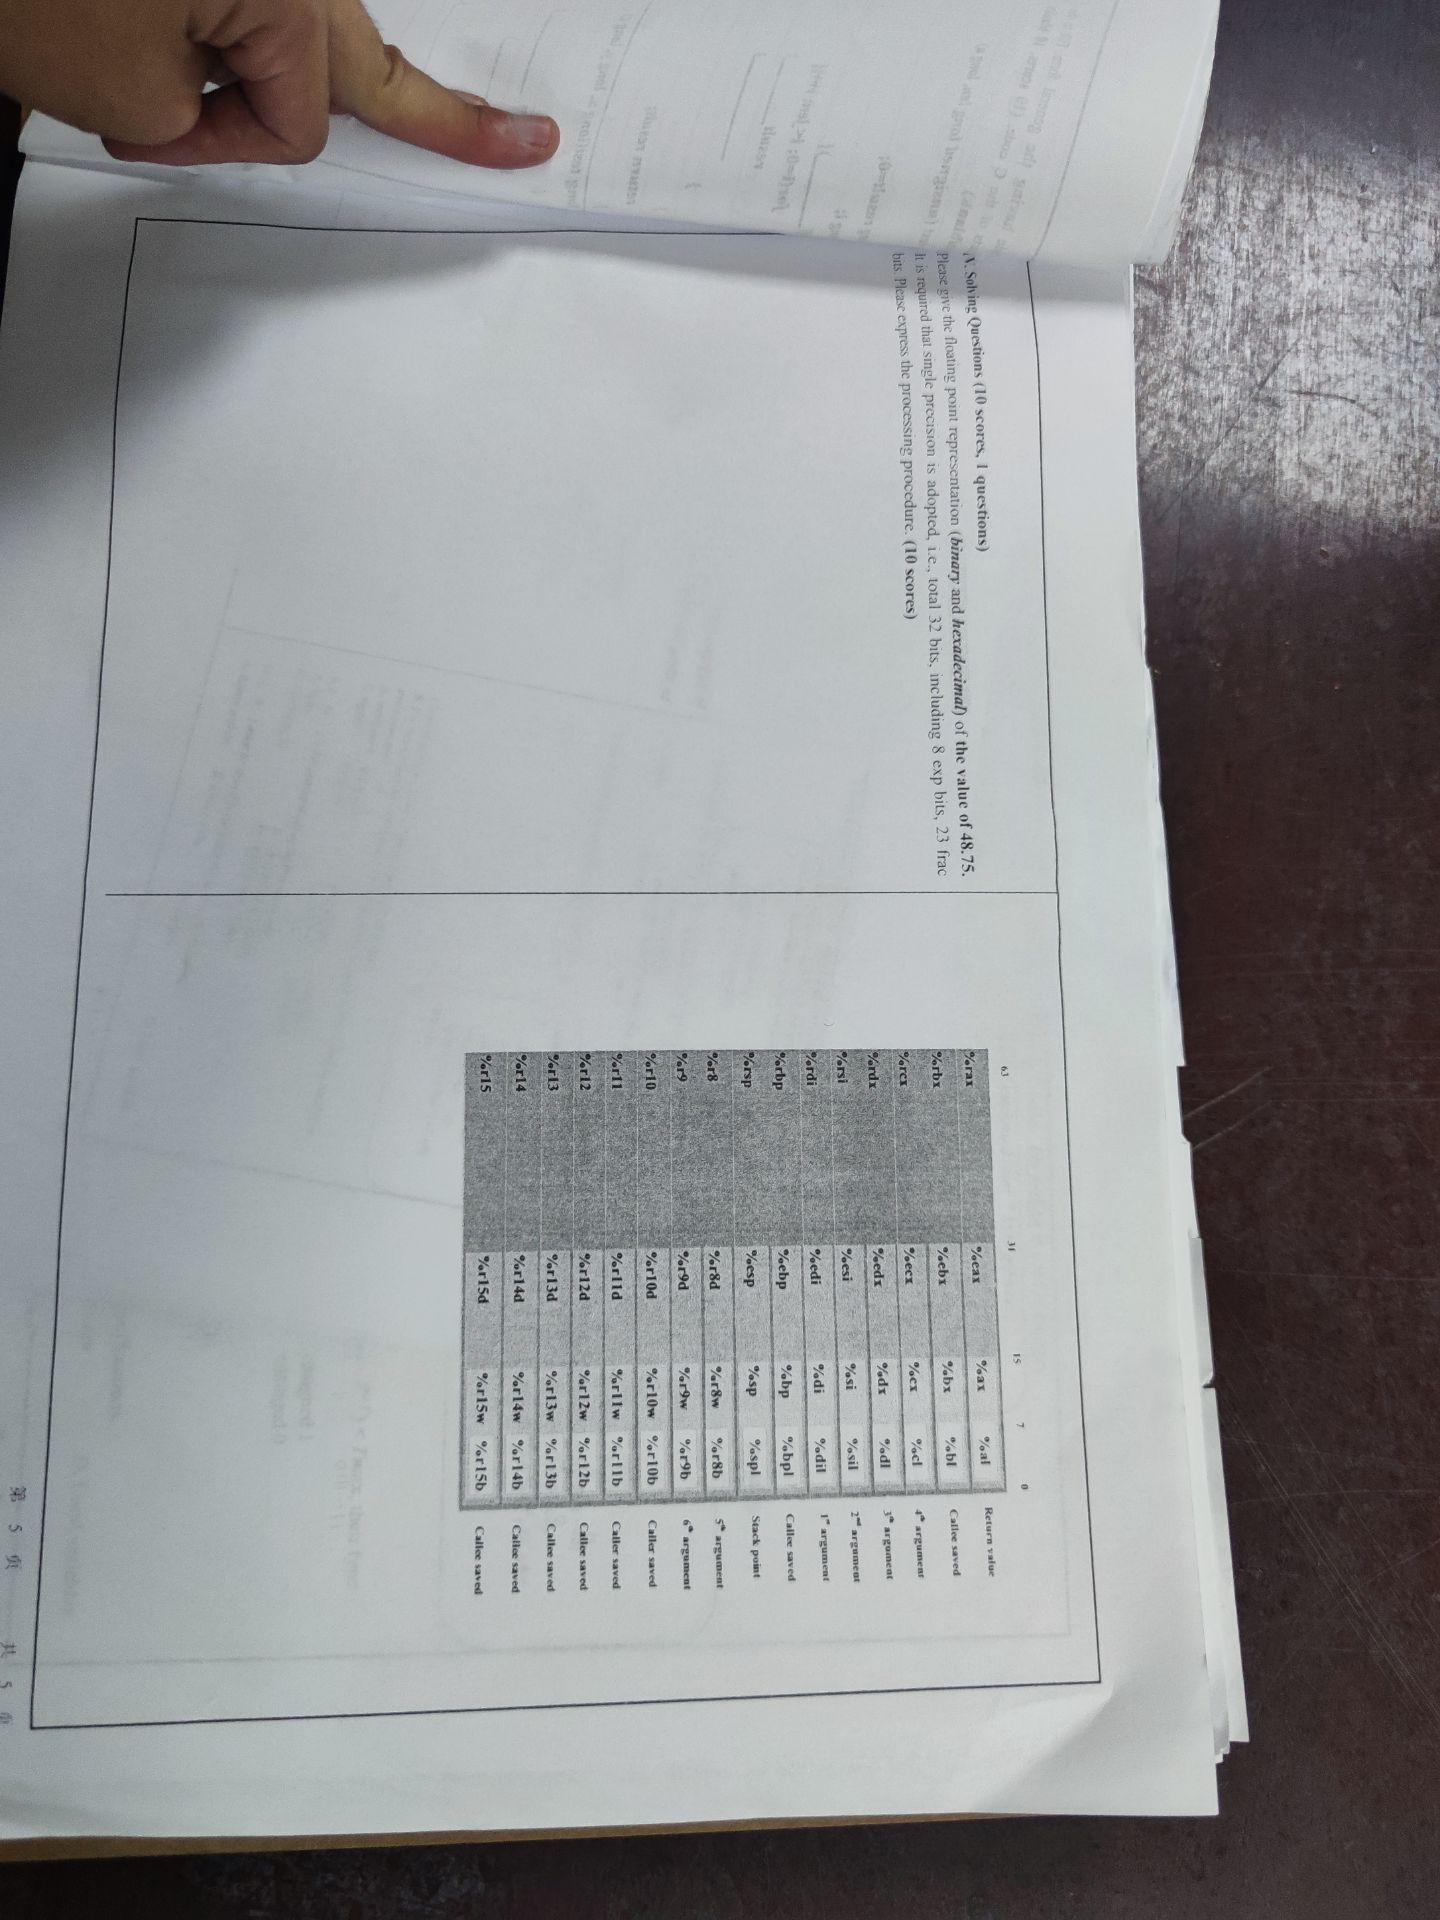 IV. Solving Questions (10 scores, 1 questions)
Please give the floating point representation (binary and hexadecimal) of the value of 48.75.
It is required that single precision is adopted, i.e., total 32 bits, including 8 exp bits, 23 frac
bits. Please express the processing procedure. (10 scores)
63 31 15 7 0
%rax %eax %ax %al Return value
%rbx %ebx %bx %bl Callee saved
%rcx %ecx %cx %cl 4th argument
%rdx %edx %dx %dl 3th argument
%rsi %esi %si %sil 2nd argument
%rdi %edi %di %dil 1st argument
%rbp %ebp %bp %bpl Callee saved
%rsp %esp %sp %spl Stack point
%r8 %r8d %r8w %r8b 5th argument
%r9 %r9d %r9w %r9b 6th argument
%r10 %r10d %r10w %r10b Caller saved
%r11 %r11d %r11w %r11b Caller saved
%r12 %r12d %r12w %r12b Callee saved
%r13 %r13d %r13w %r13b Callee saved
%r14 %r14d %r14w %r14b Callee saved
%r15 %r15d %r15w %r15b Callee saved
第 5 页 共 5 页